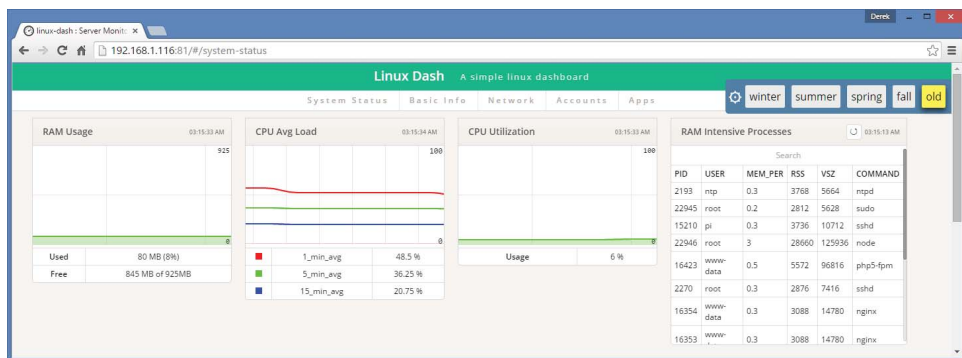 Derek
linux-dash : Server Monito
192.168.1.116:81/#/system-status
Linux Dash A simple linux dashboard
System Status Basic Info Network Accounts Apps
winter summer spring fall old
RAM Usage 03:15:33 AM
925
0
Used 80 MB (8%)
Free 845 MB of 925MB
CPU Avg Load 03:15:34 AM
100
0
1_min_avg 48.5 %
5_min_avg 36.25 %
15_min_avg 20.75 %
CPU Utilization 03:15:33 AM
100
0
Usage 6 %
RAM Intensive Processes 03:15:13 AM
Search
PID USER MEM_PER RSS VSZ COMMAND
2193 ntp 0.3 3768 5664 ntpd
22945 root 0.2 2812 5628 sudo
15210 pi 0.3 3736 10712 sshd
22946 root 3 28660 125936 node
16423 www-data 0.5 5572 96816 php5-fpm
2270 root 0.3 2876 7416 sshd
16354 www-data 0.3 3088 14780 nginx
16353 www- 0.3 3088 14780 nginx